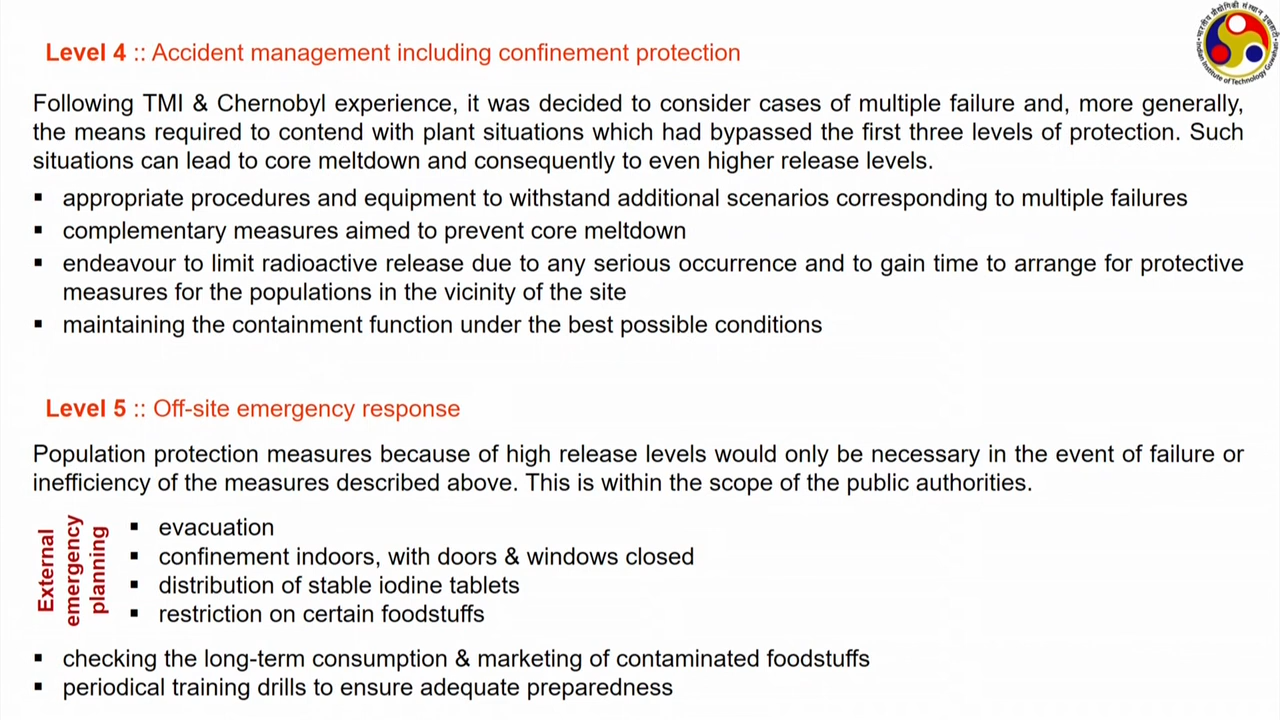 Level 4 :: Accident management including confinement protection
Following TMI & Chernobyl experience, it was decided to consider cases of multiple failure and, more generally,
the means required to contend with plant situations which had bypassed the first three levels of protection. Such
situations can lead to core meltdown and consequently to even higher release levels.
▪ appropriate procedures and equipment to withstand additional scenarios corresponding to multiple failures
▪ complementary measures aimed to prevent core meltdown
▪ endeavour to limit radioactive release due to any serious occurrence and to gain time to arrange for protective
measures for the populations in the vicinity of the site
▪ maintaining the containment function under the best possible conditions
Level 5 :: Off-site emergency response
Population protection measures because of high release levels would only be necessary in the event of failure or
inefficiency of the measures described above. This is within the scope of the public authorities.
External
emergency
planning
▪ evacuation
▪ confinement indoors, with doors & windows closed
▪ distribution of stable iodine tablets
▪ restriction on certain foodstuffs
▪ checking the long-term consumption & marketing of contaminated foodstuffs
▪ periodical training drills to ensure adequate preparedness
भारतीय प्रौद्योगिकी संस्थान गुवाहाटी
Indian Institute of Technology Guwahati